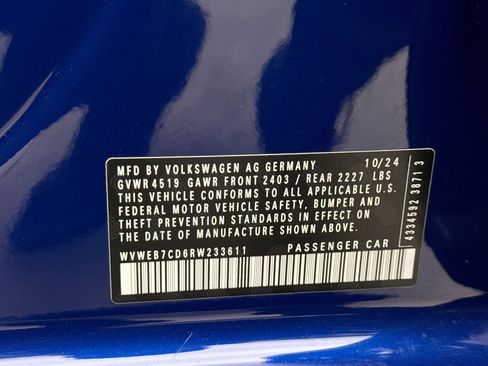 MFD BY VOLKSWAGEN AG GERMANY 10/24
GVWR4519 GAWR FRONT 2403 / REAR 2227 LBS
THIS VEHICLE CONFORMS TO ALL APPLICABLE
FEDERAL MOTOR VEHICLE SAFETY, BUMPER AND
THEFT PREVENTION STANDARDS IN EFFECT ON THE
DATE OF MANUFACTURE SHOWN ABOVE.
WVWEB7CD6RW233611 PASSENGER CAR
4334592 3871 3